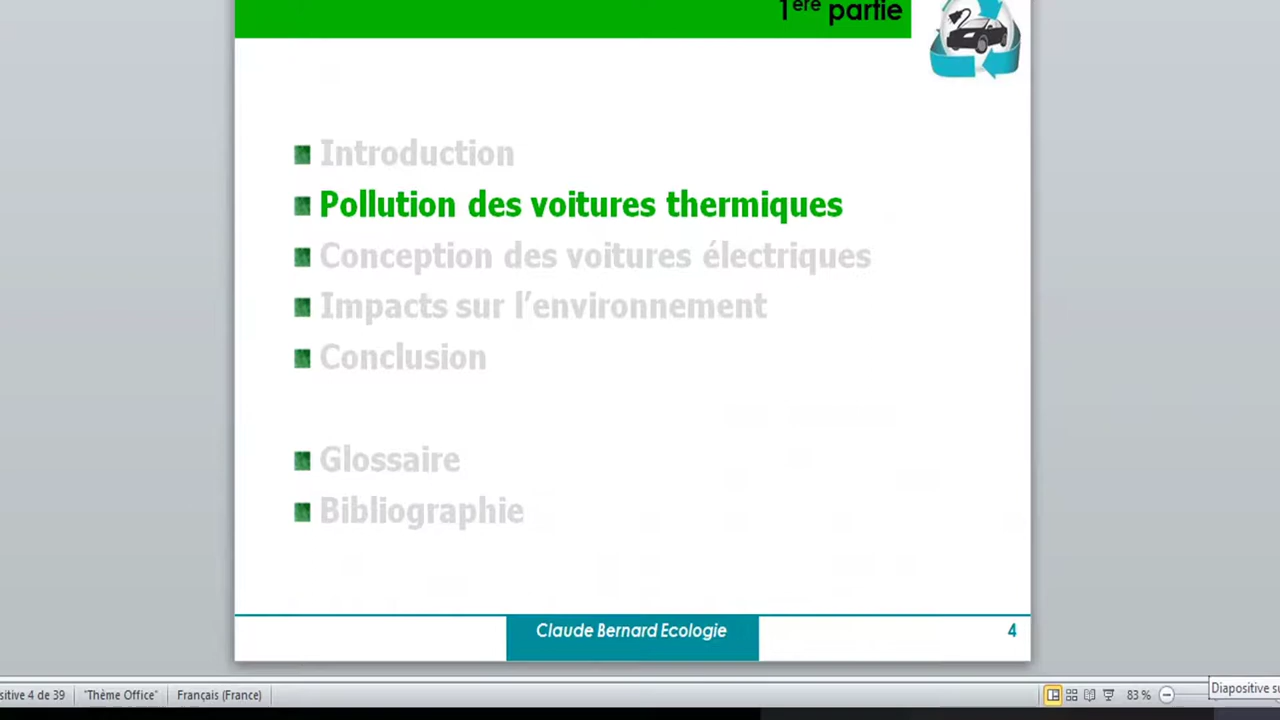 1ère partie
Introduction
Pollution des voitures thermiques
Conception des voitures électriques
Impacts sur l’environnement
Conclusion
Glossaire
Bibliographie
Claude Bernard Ecologie
4
sitive 4 de 39
"Thème Office"
Français (France)
83 %
Diapositive su